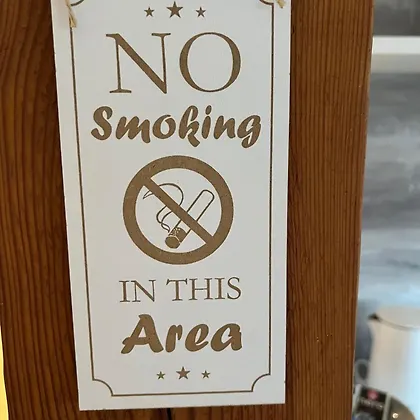 NO
Smoking
IN THIS
Area